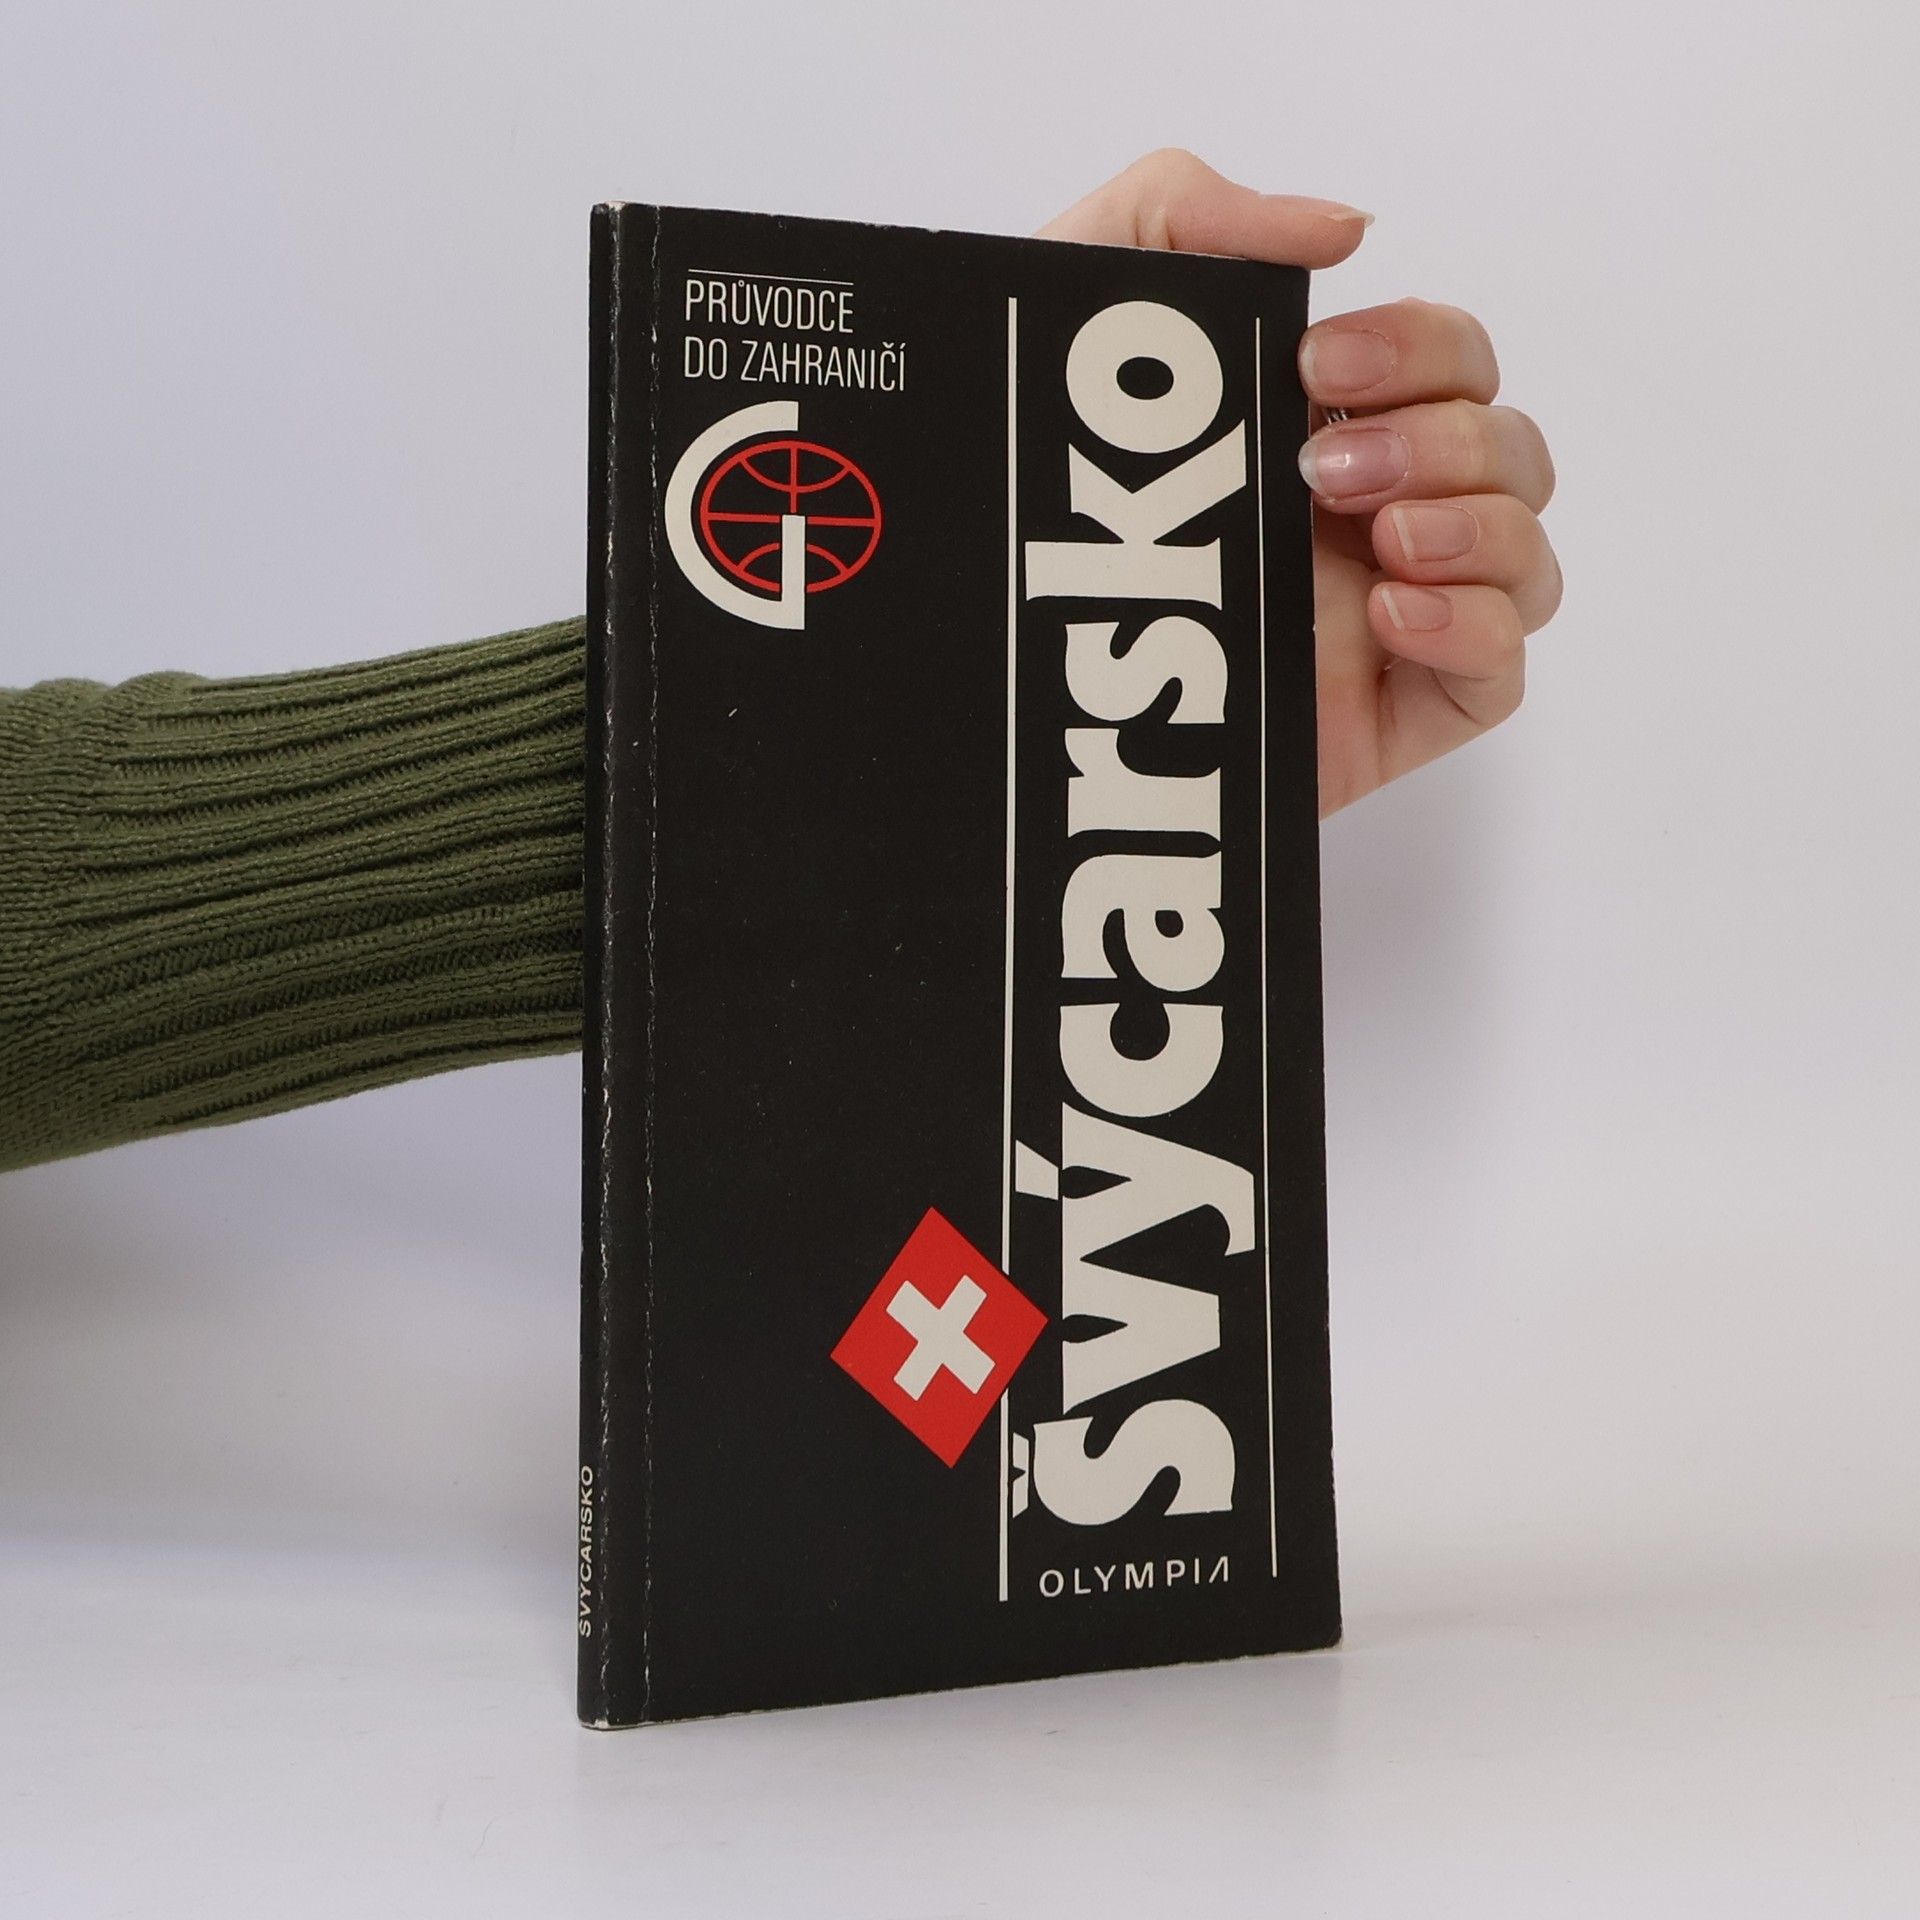 PRŮVODCE
DO ZAHRANIČÍ
švýcarsko
OLYMPIA
ŠVÝCARSKO